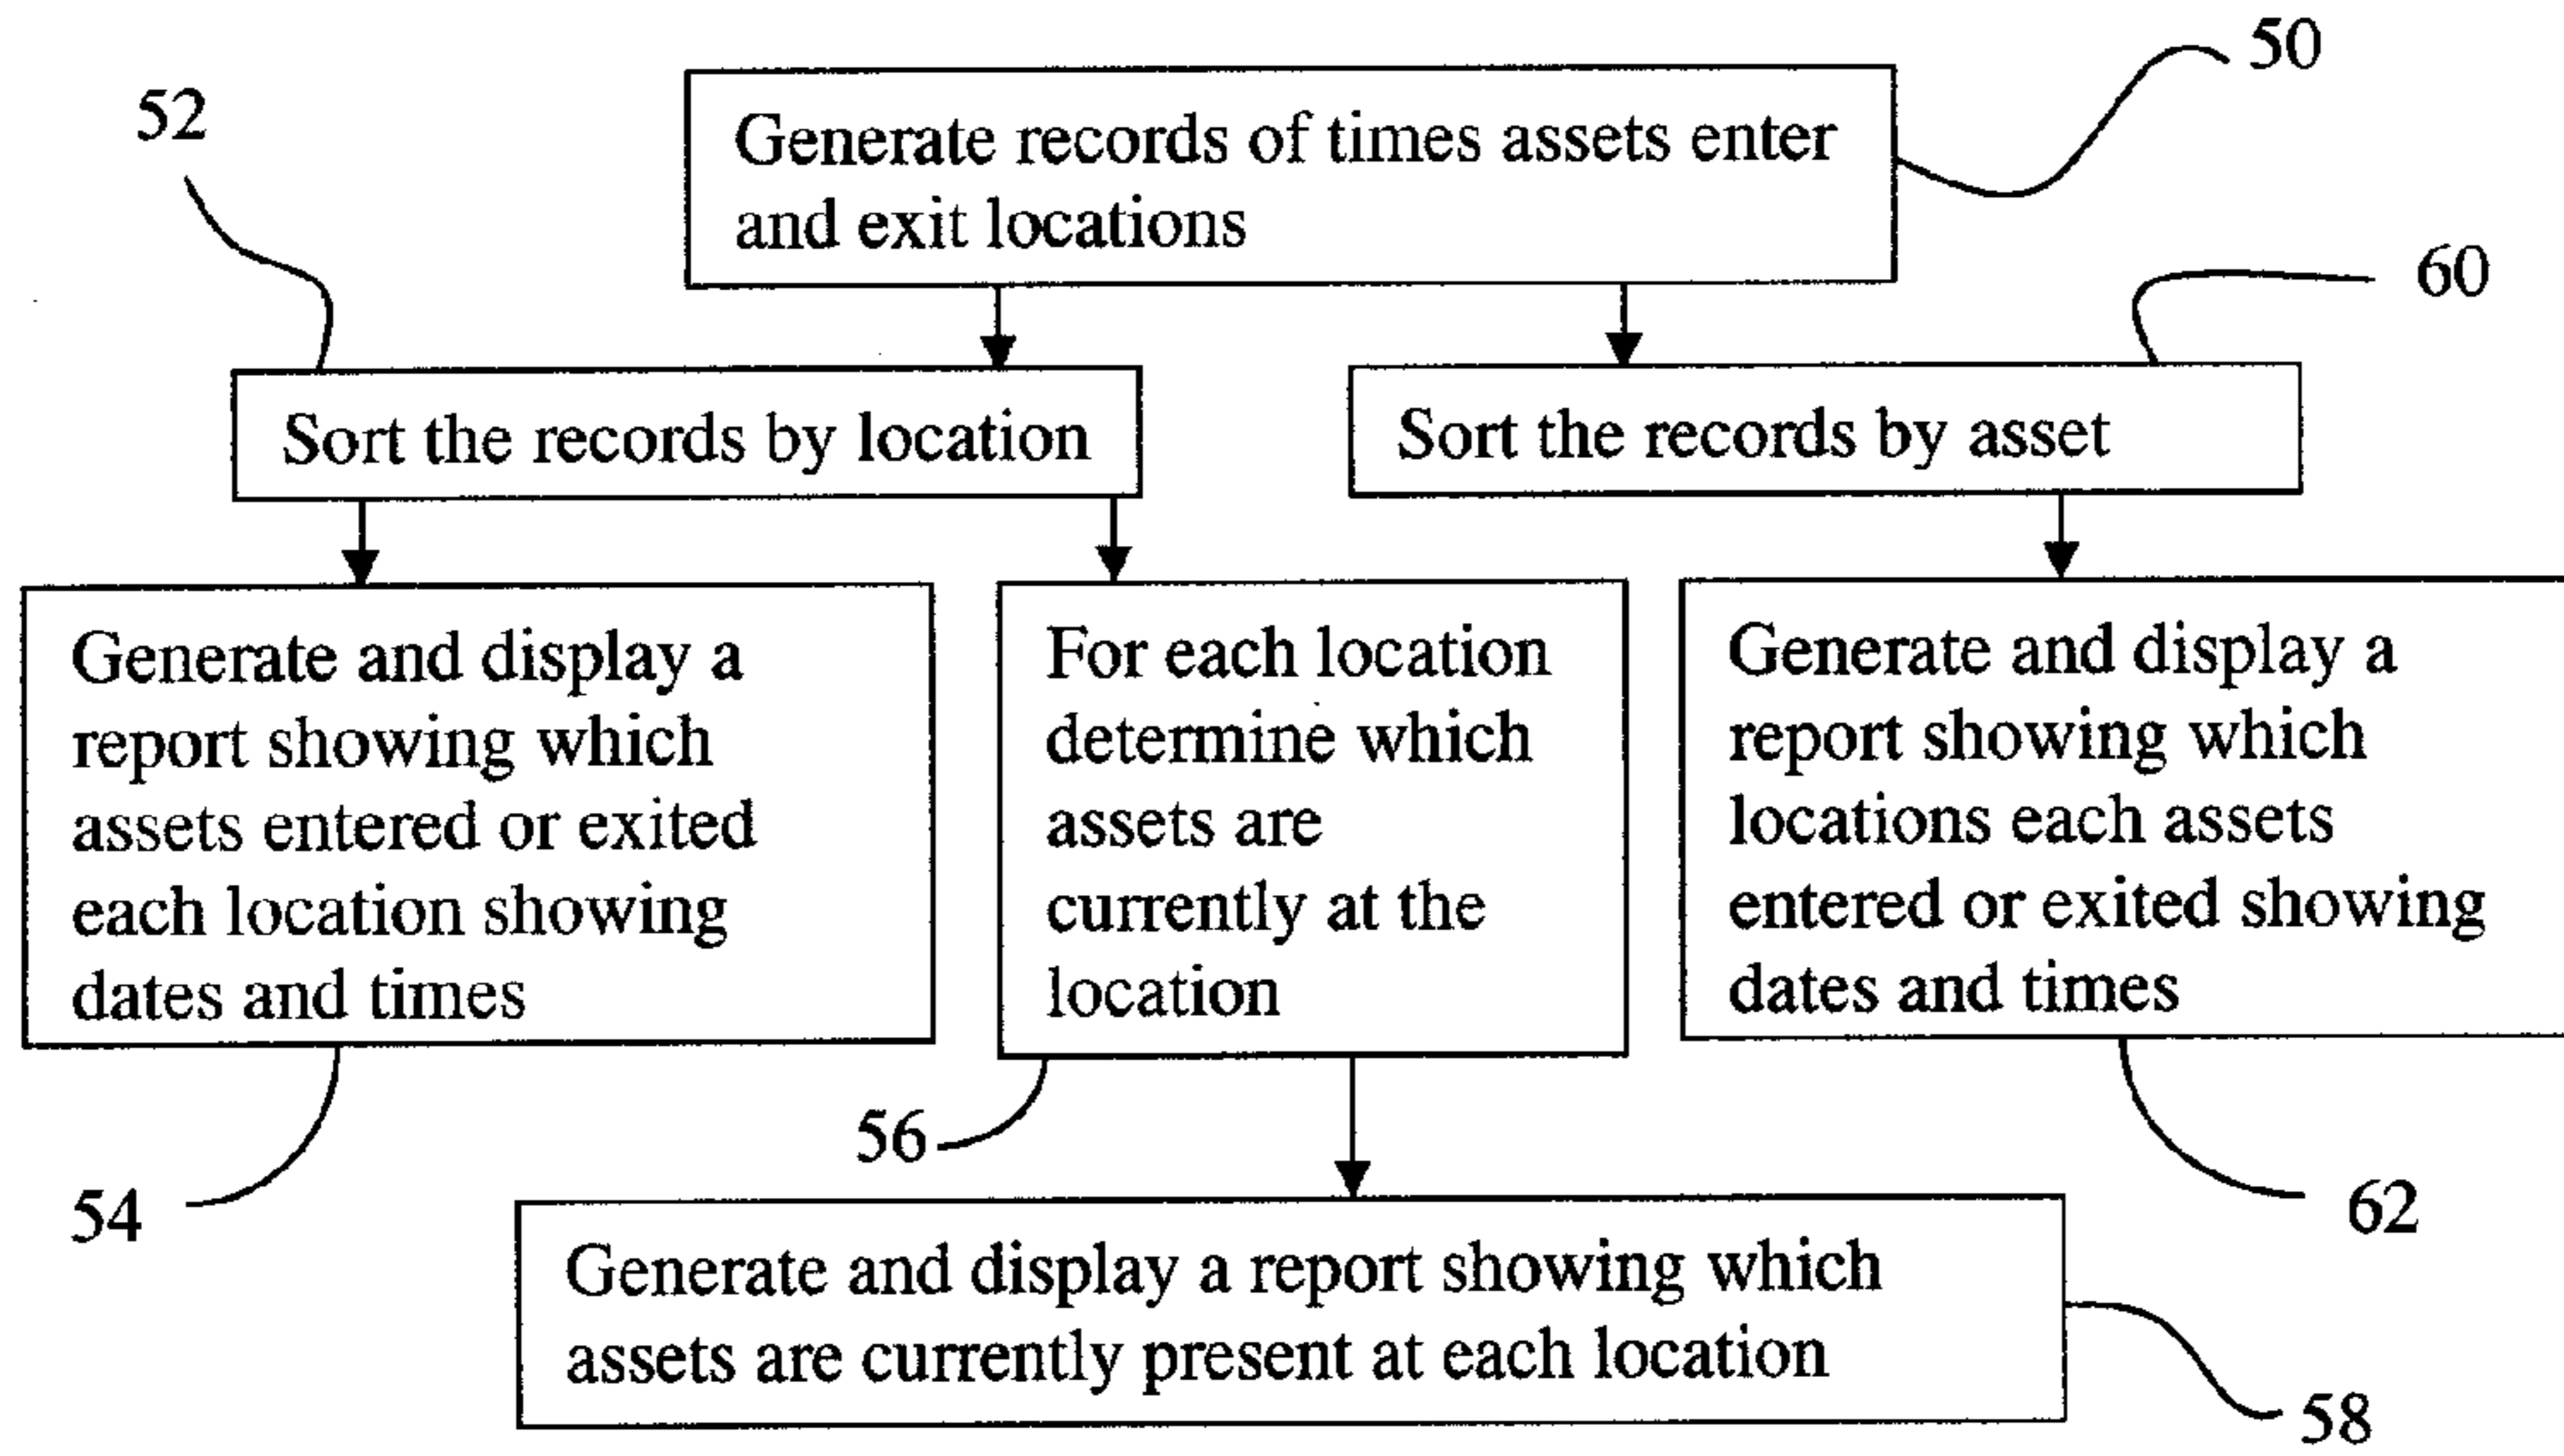 50
52
Generate records of times assets enter
and exit locations
60
Sort the records by location
Sort the records by asset
Generate and display a
report showing which
assets entered or exited
each location showing
dates and times
For each location
determine which
assets are
currently at the
location
Generate and display a
report showing which
locations each assets
entered or exited showing
dates and times
56
54
62
Generate and display a report showing which
assets are currently present at each location
58